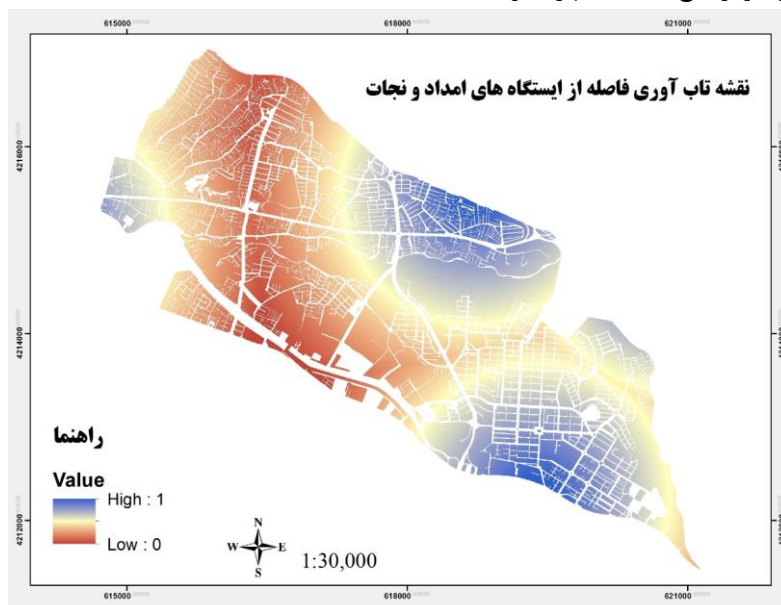 615000 618000 621000
نقشه تاب آوری فاصله از ایستگاه های امداد و نجات
4216000
4214000
راهنما
Value
High : 1
Low : 0
4212000
N
W E
S
1:30,000
615000 618000 621000